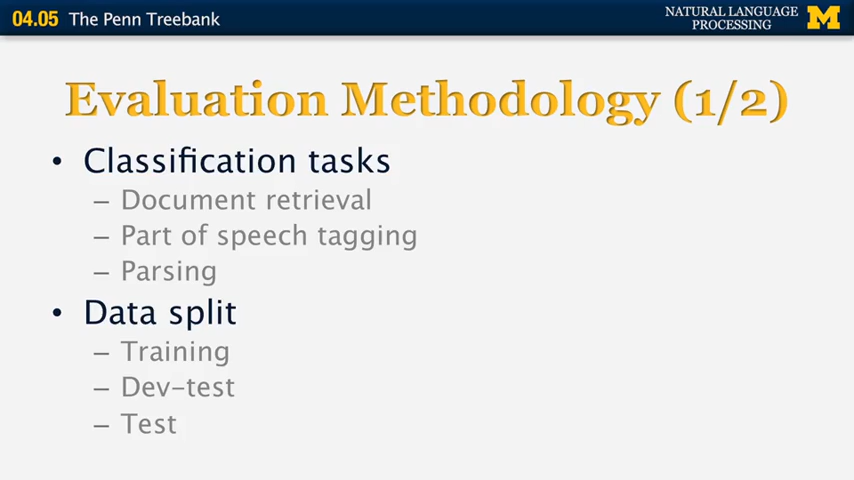 04.05 The Penn Treebank
NATURAL LANGUAGE
PROCESSING
M
Evaluation Methodology (1/2)
• Classification tasks
– Document retrieval
– Part of speech tagging
– Parsing
• Data split
– Training
– Dev-test
– Test